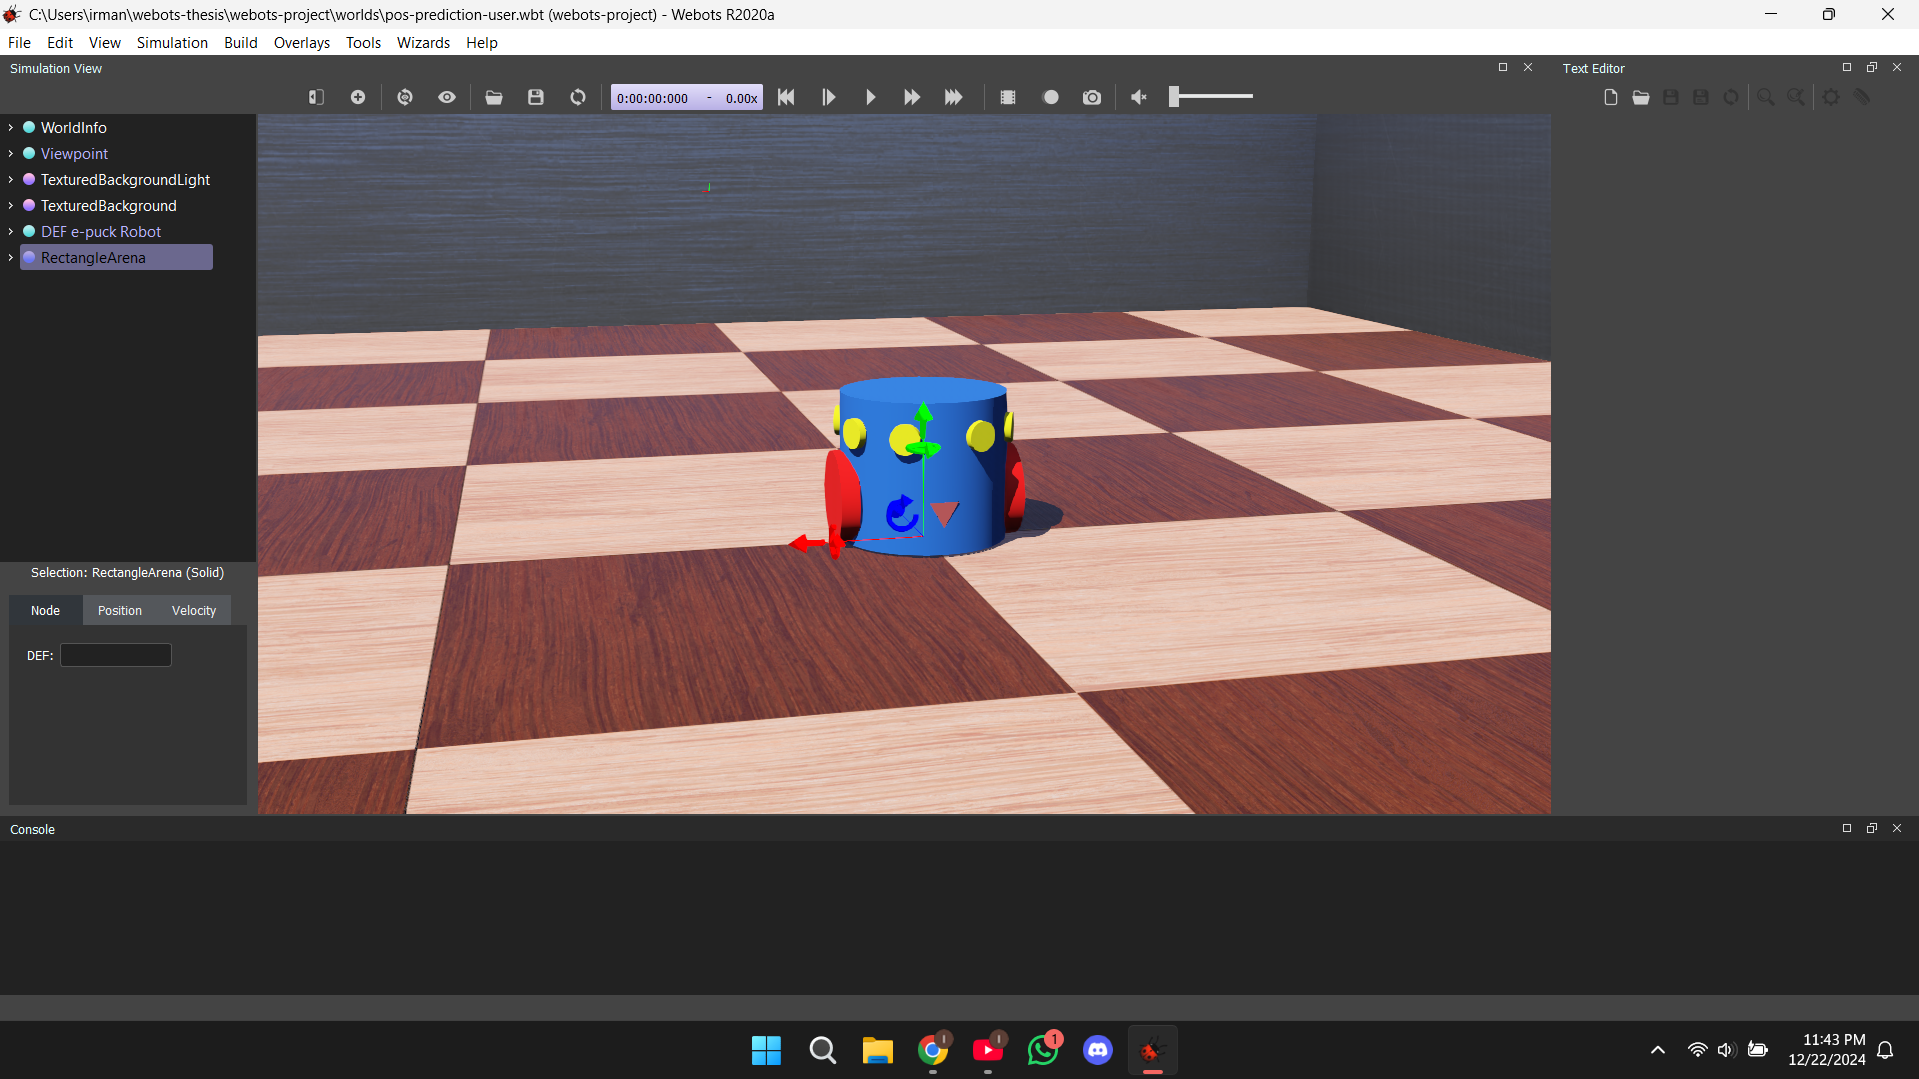 C:\Users\irman\webots-thesis\webots-project\worlds\pos-prediction-user.wbt (webots-project) - Webots R2020a
File Edit View Simulation Build Overlays Tools Wizards Help
Simulation View
Text Editor
0:00:00:000 - 0.00x
WorldInfo
Viewpoint
TexturedBackgroundLight
TexturedBackground
DEF e-puck Robot
RectangleArena
Selection: RectangleArena (Solid)
Node Position Velocity
DEF:
Console
1
11:43 PM
12/22/2024